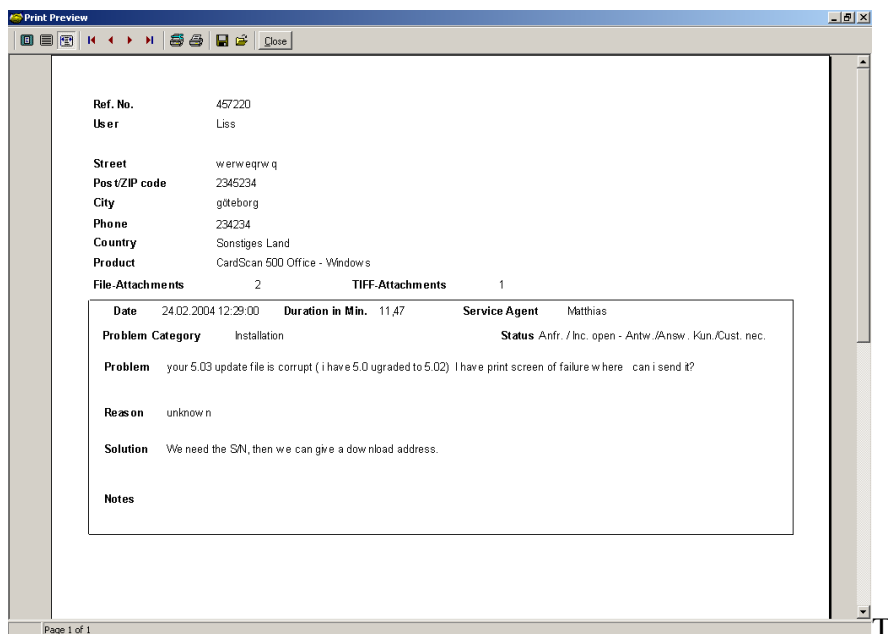 Print Preview
Close
Ref. No. 457220
User Liss
Street werweqrwq
Post/ZIP code 2345234
City göteborg
Phone 234234
Country Sonstiges Land
Product CardScan 500 Office - Windows
File-Attachments 2 TIFF-Attachments 1
Date 24.02.2004 12:29:00 Duration in Min. 11,47 Service Agent Matthias
Problem Category Installation Status Anfr. / Inc. open - Antw./Answ. Kun./Cust. nec.
Problem your 5.03 update file is corrupt ( i have 5.0 ugraded to 5.02) I have print screen of failure where can i send it?
Reason unknown
Solution We need the S/N, then we can give a download address.
Notes
Page 1 of 1
T